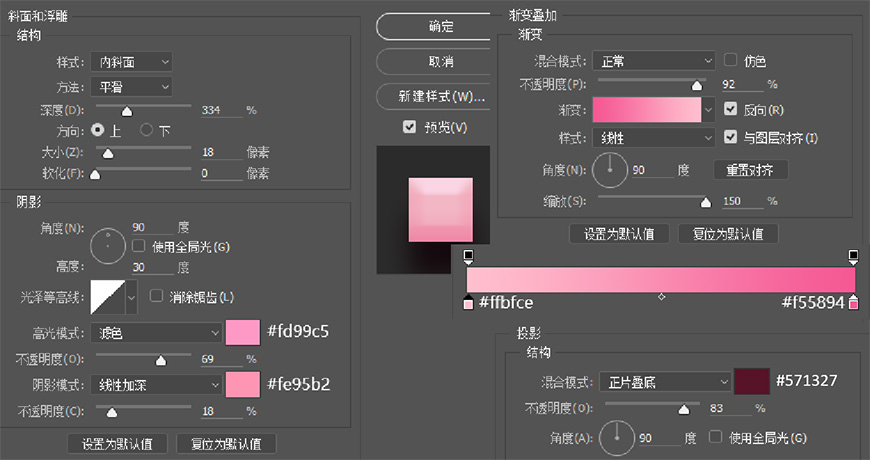 斜面和浮雕
结构
样式: 内斜面
方法: 平滑
深度(D): 334 %
方向: 上 下
大小(Z): 18 像素
软化(F): 0 像素
阴影
角度(N): 90 度
使用全局光(G)
高度: 30 度
光泽等高线: 消除锯齿(L)
高光模式: 滤色 #fd99c5
不透明度(O): 69 %
阴影模式: 线性加深 #fe95b2
不透明度(C): 18 %
设置为默认值 复位为默认值
确定
取消
新建样式(W)...
预览(V)
渐变叠加
渐变
混合模式: 正常 仿色
不透明度(P): 92 %
渐变: 反向(R)
样式: 线性 与图层对齐(I)
角度(N): 90 度 重置对齐
缩放(S): 150 %
设置为默认值 复位为默认值
#ffbfce #f55894
投影
结构
混合模式: 正片叠底 #571327
不透明度(O): 83 %
角度(A): 90 度 使用全局光(G)